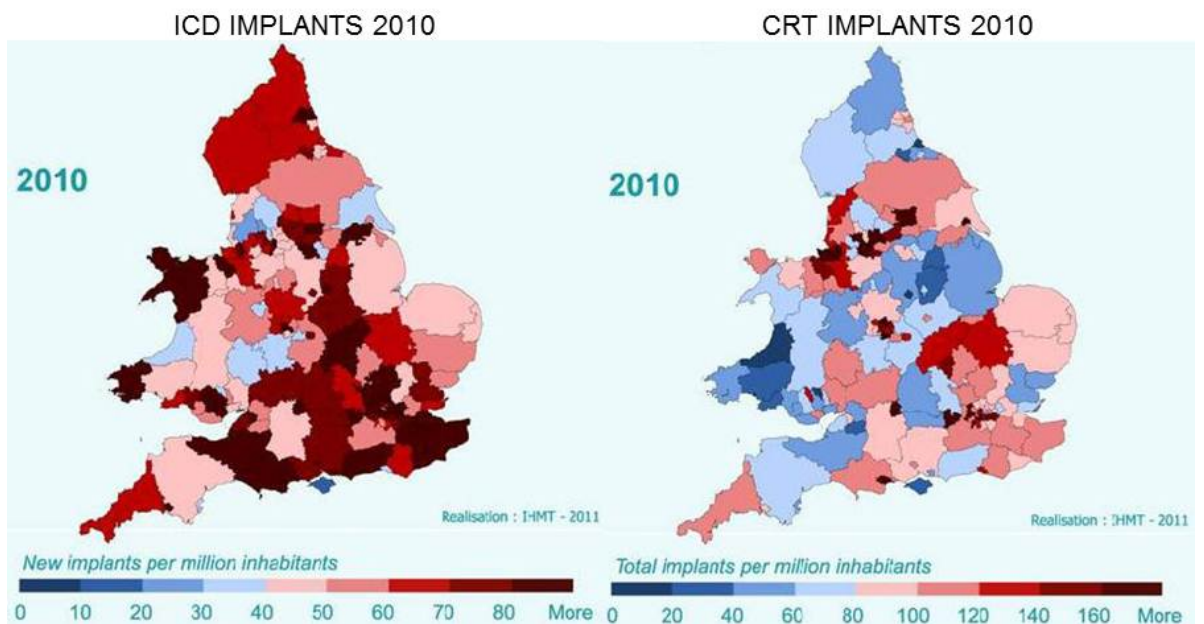 ICD IMPLANTS 2010
2010
Realisation : IHMT - 2011
New implants per million inhabitants
0 10 20 30 40 50 60 70 80 More
CRT IMPLANTS 2010
2010
Realisation : IHMT - 2011
Total implants per million inhabitants
0 20 40 60 80 100 120 140 160 More